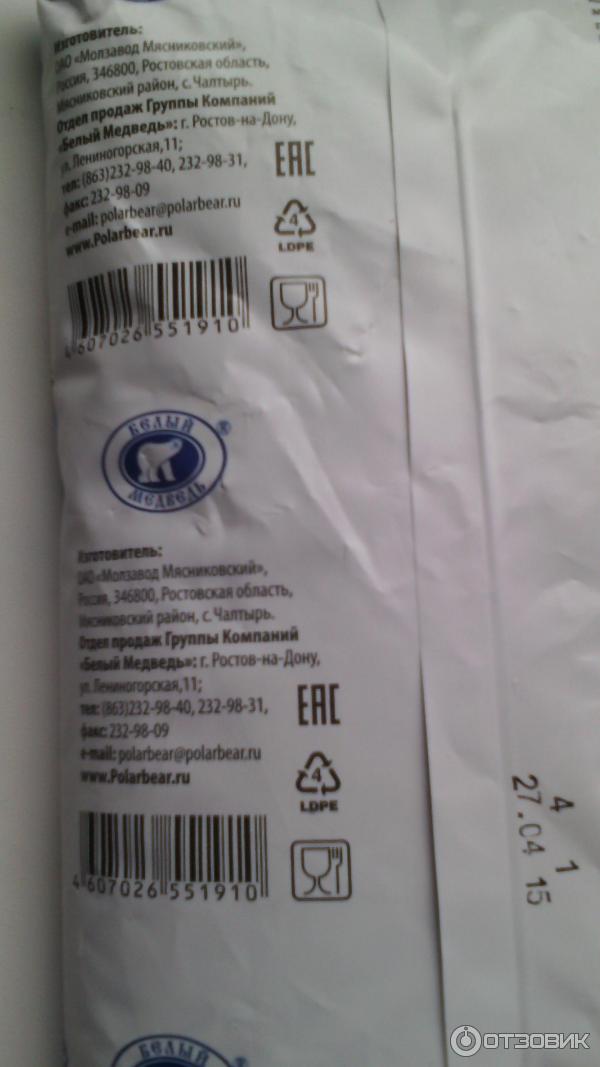 Изготовитель:
ОАО «Молзавод Мясниковский»,
Россия, 346800, Ростовская область,
Мясниковский район, с. Чалтырь.
Отдел продаж Группы Компаний
«Белый Медведь»: г. Ростов-на-Дону,
ул. Лениногорская,11;
тел: (863)232-98-40, 232-98-31,
факс: 232-98-09
e-mail: polarbear@polarbear.ru
www.Polarbear.ru
EAC
4
LDPE
4 607026 551910
БЕЛЫЙ ®
МЕДВЕДЬ
Изготовитель:
ОАО «Молзавод Мясниковский»,
Россия, 346800, Ростовская область,
Мясниковский район, с. Чалтырь.
Отдел продаж Группы Компаний
«Белый Медведь»: г. Ростов-на-Дону,
ул. Лениногорская,11;
тел: (863)232-98-40, 232-98-31,
факс: 232-98-09
e-mail: polarbear@polarbear.ru
www.Polarbear.ru
EAC
4
LDPE
4 607026 551910
4 1
27.04 15
БЕЛЫЙ ®
ОТЗОВИК